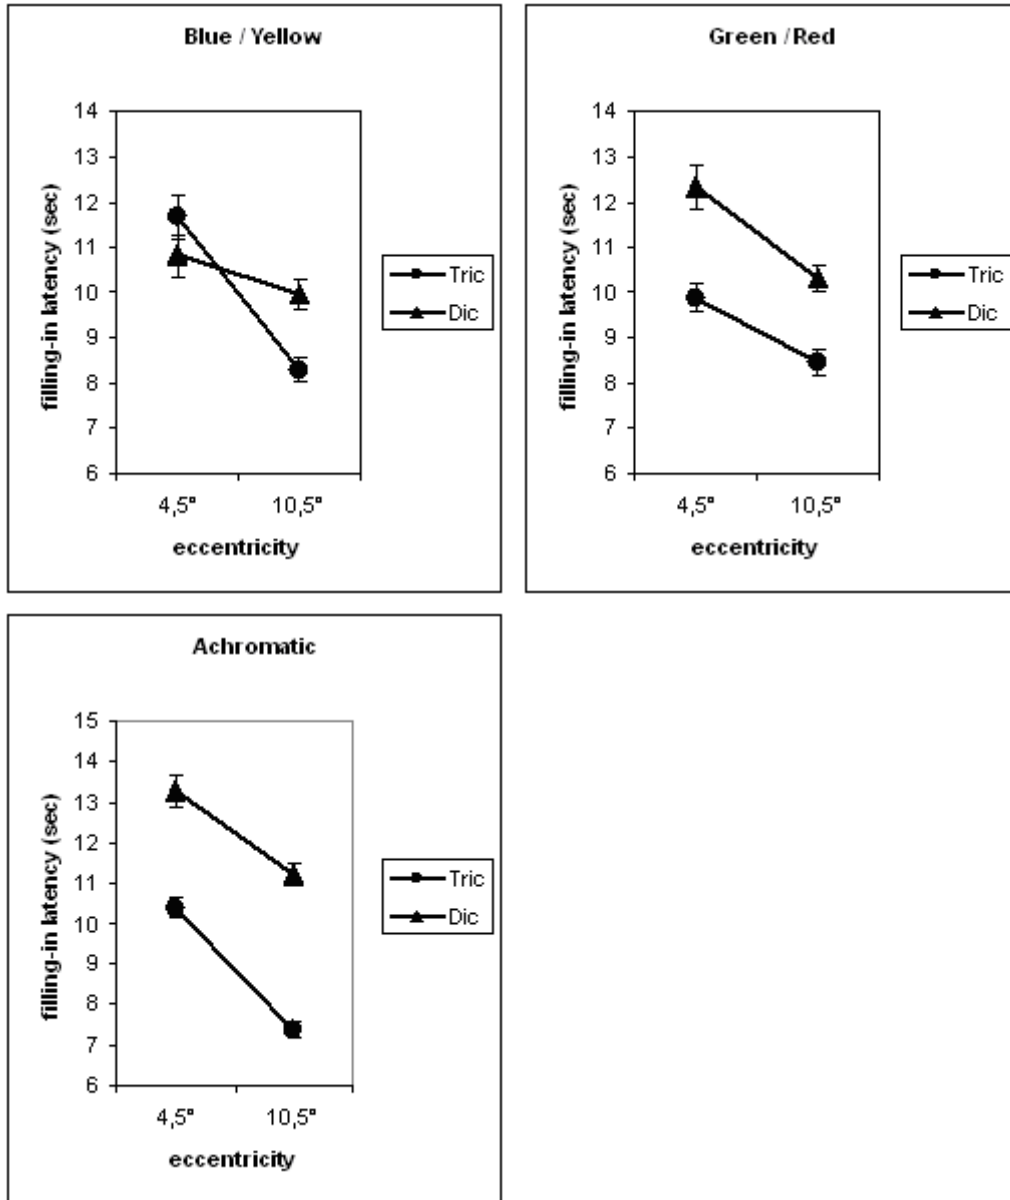 Blue / Yellow
14
13
12
11
10
9
8
7
6
filling-in latency (sec)
4,5° 10,5°
eccentricity
Tric
Dic
Green / Red
14
13
12
11
10
9
8
7
6
filling-in latency (sec)
4,5° 10,5°
eccentricity
Tric
Dic
Achromatic
15
14
13
12
11
10
9
8
7
6
filling-in latency (sec)
4,5° 10,5°
eccentricity
Tric
Dic